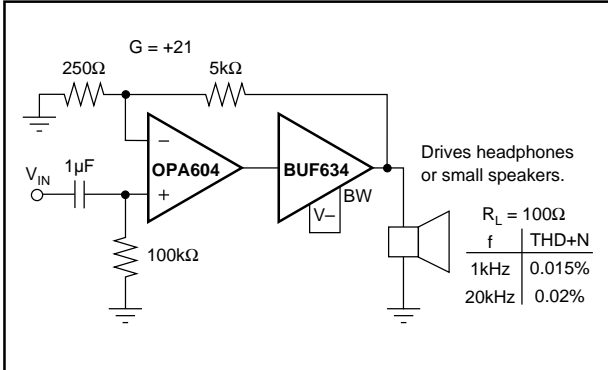 G = +21
250Ω
5kΩ
Drives headphones
or small speakers.
–
OPA604
BUF634
V_IN
1µF
+
V–
BW
R_L = 100Ω
f THD+N
1kHz 0.015%
20kHz 0.02%
100kΩ